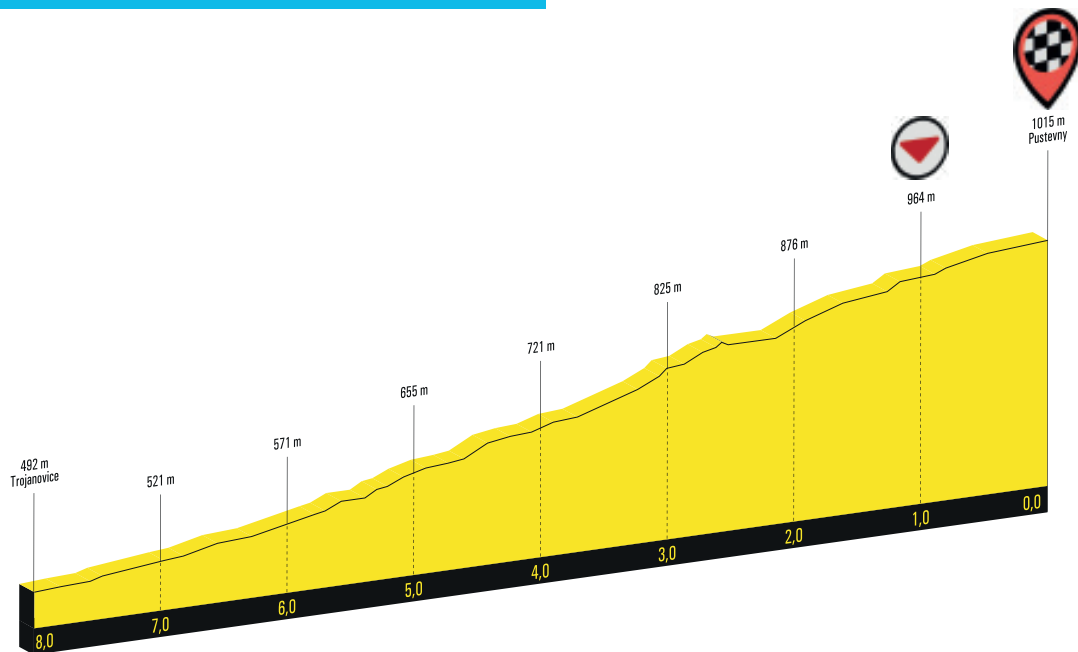 1015 m
Pustevny
964 m
876 m
825 m
721 m
655 m
571 m
492 m
Trojanovice
521 m
0,0
1,0
2,0
3,0
4,0
5,0
6,0
7,0
8,0